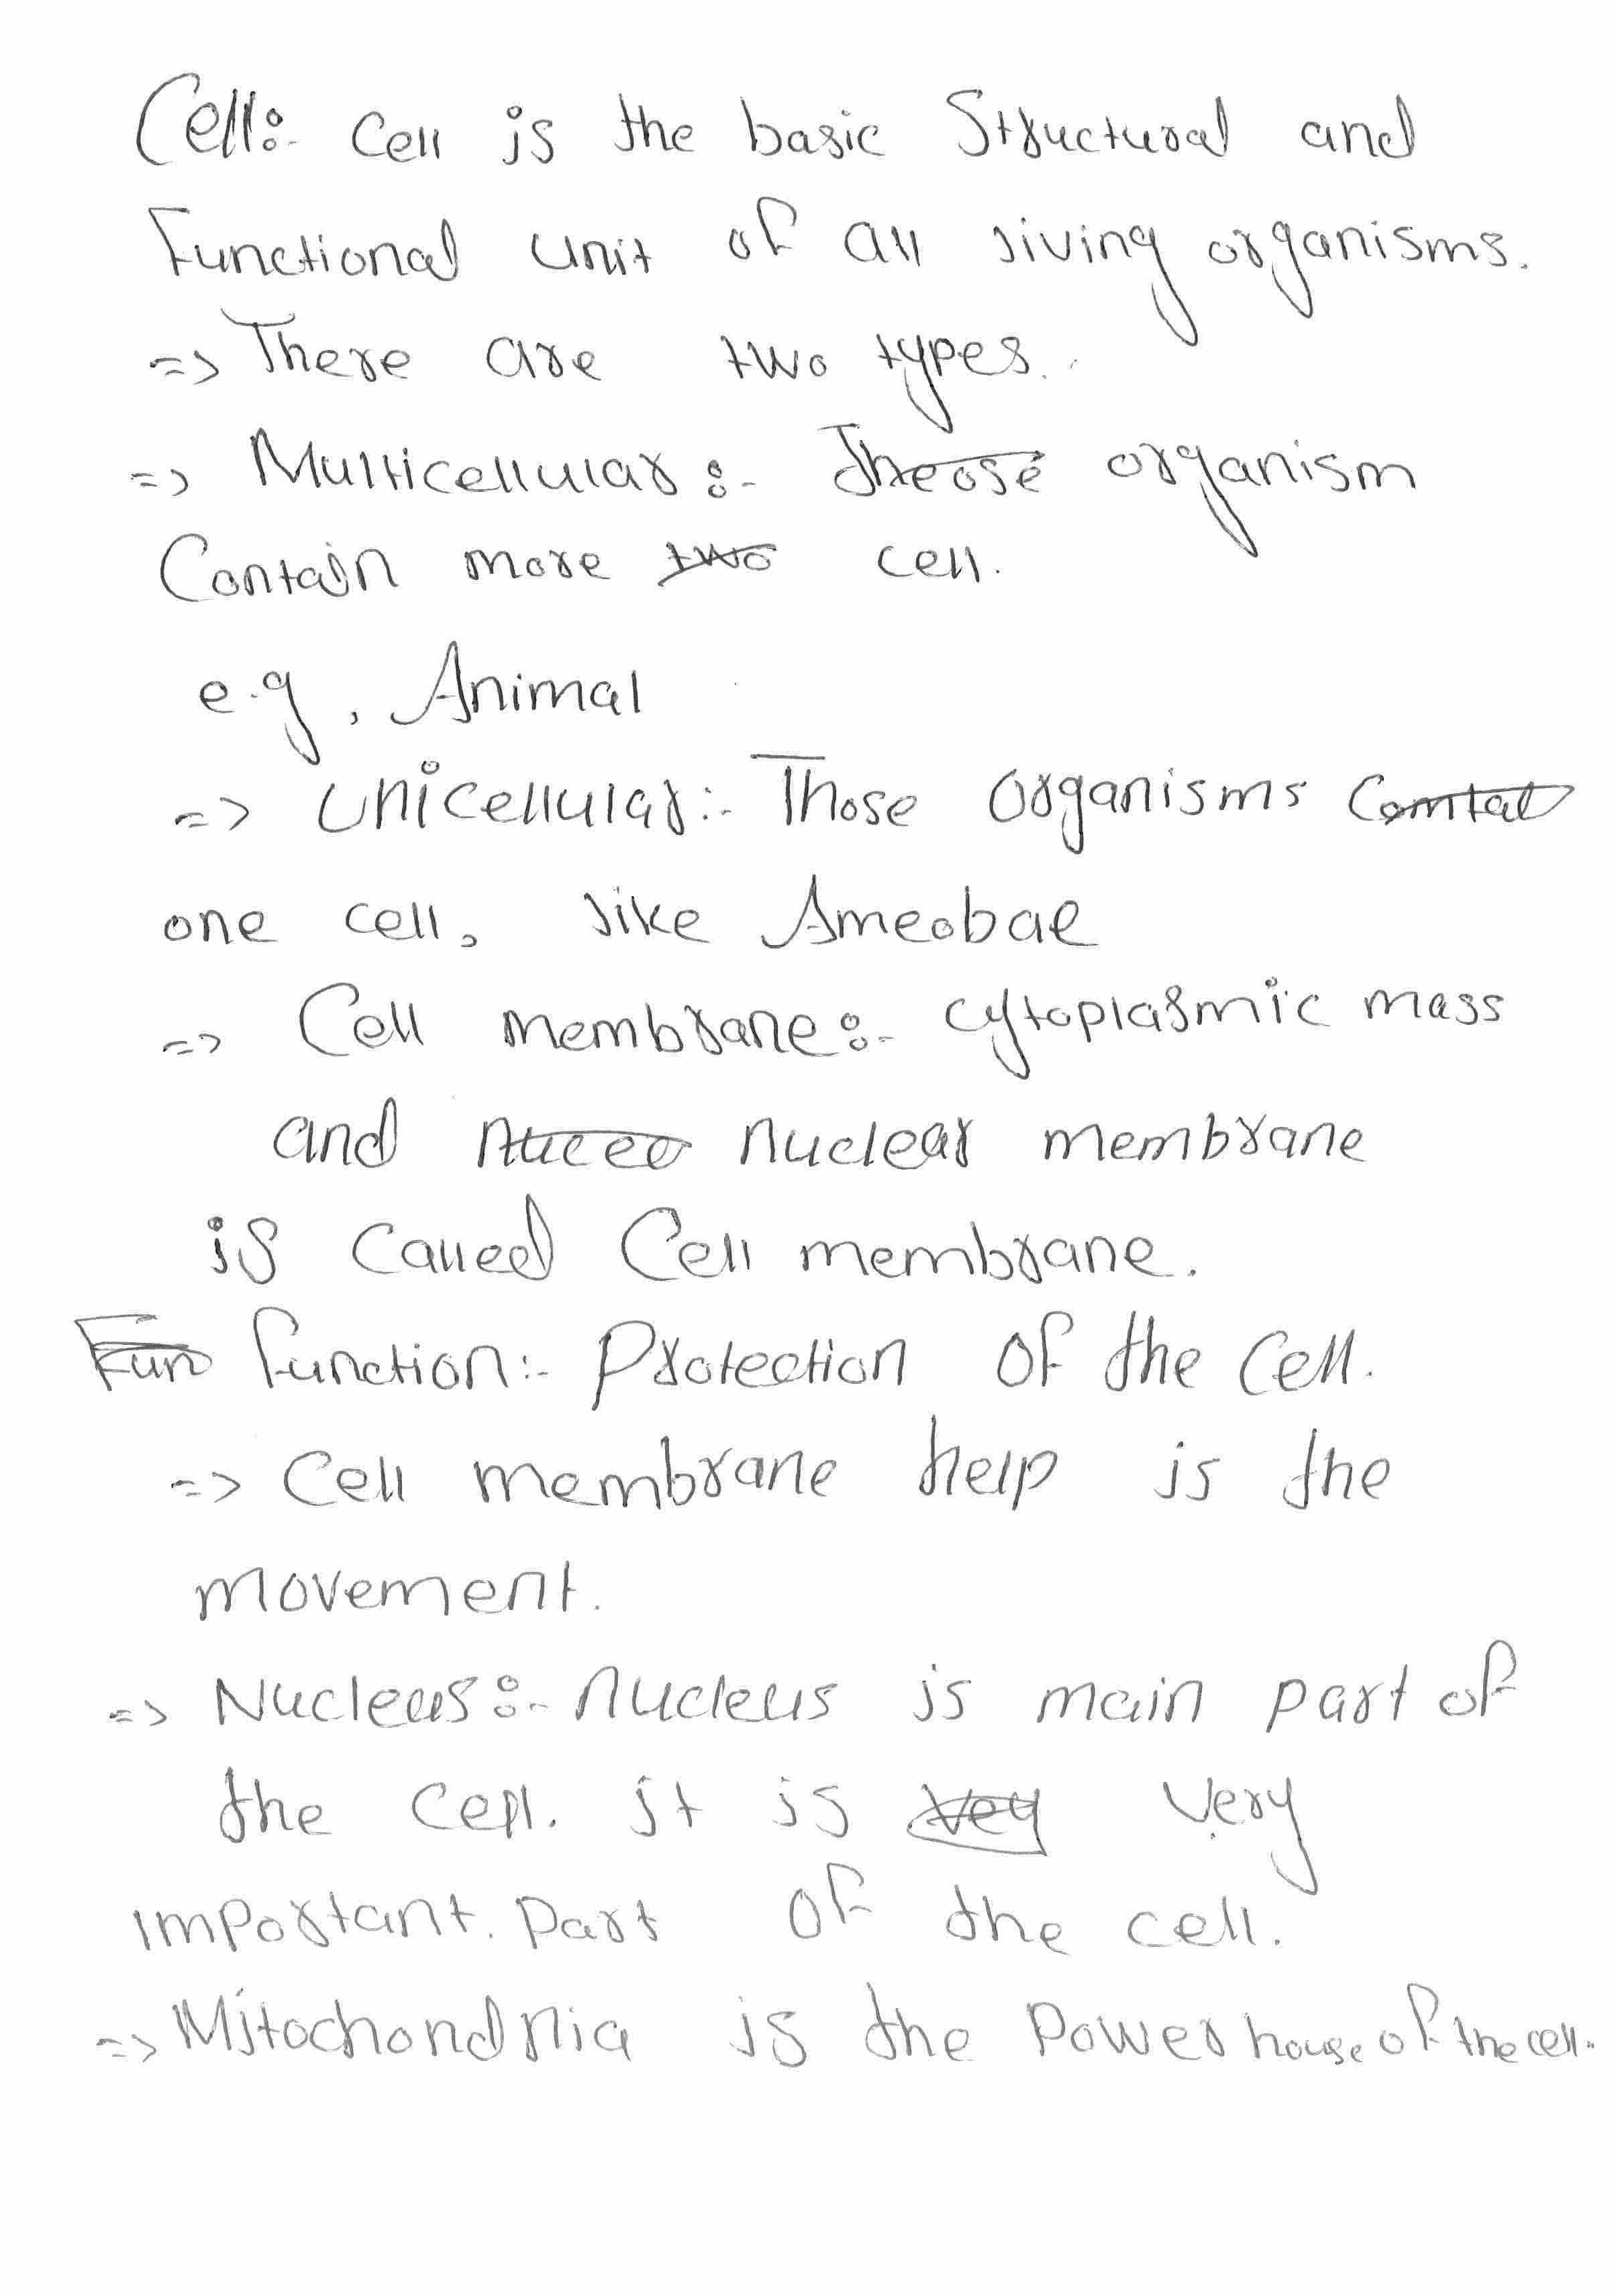 Cell:- Cell is the basic Structural and
Functional unit of all living organisms.
=> There are two types.
=> Multicellular :- Theose organism
Contain more two cell.
e.g, Animal
=> Unicellular:- Those Organisms Contat
one cell, like Ameobae
=> Cell membrane:- cytoplasmic mass
and nucleo nuclear membrane
is Called Cell membrane.
Fun function:- Protection of the Cell.
=> Cell membrane help is the
movement.
=> Nucleus:- nucleus is main part of
the Cell. it is vey very
important. Part of the cell.
=> Mitochondria is the Power house of the cell.